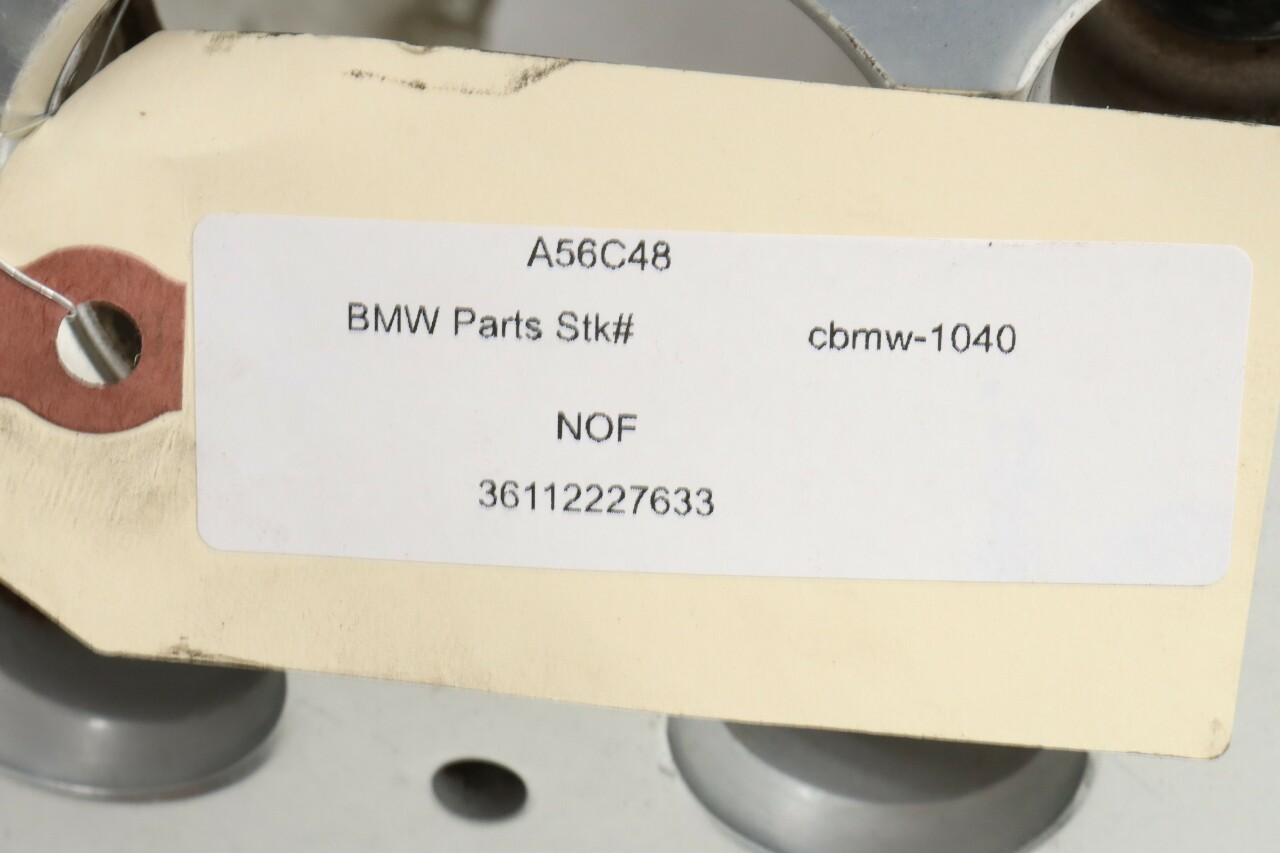 A56C48
BMW Parts Stk# cbmw-1040
NOF
36112227633